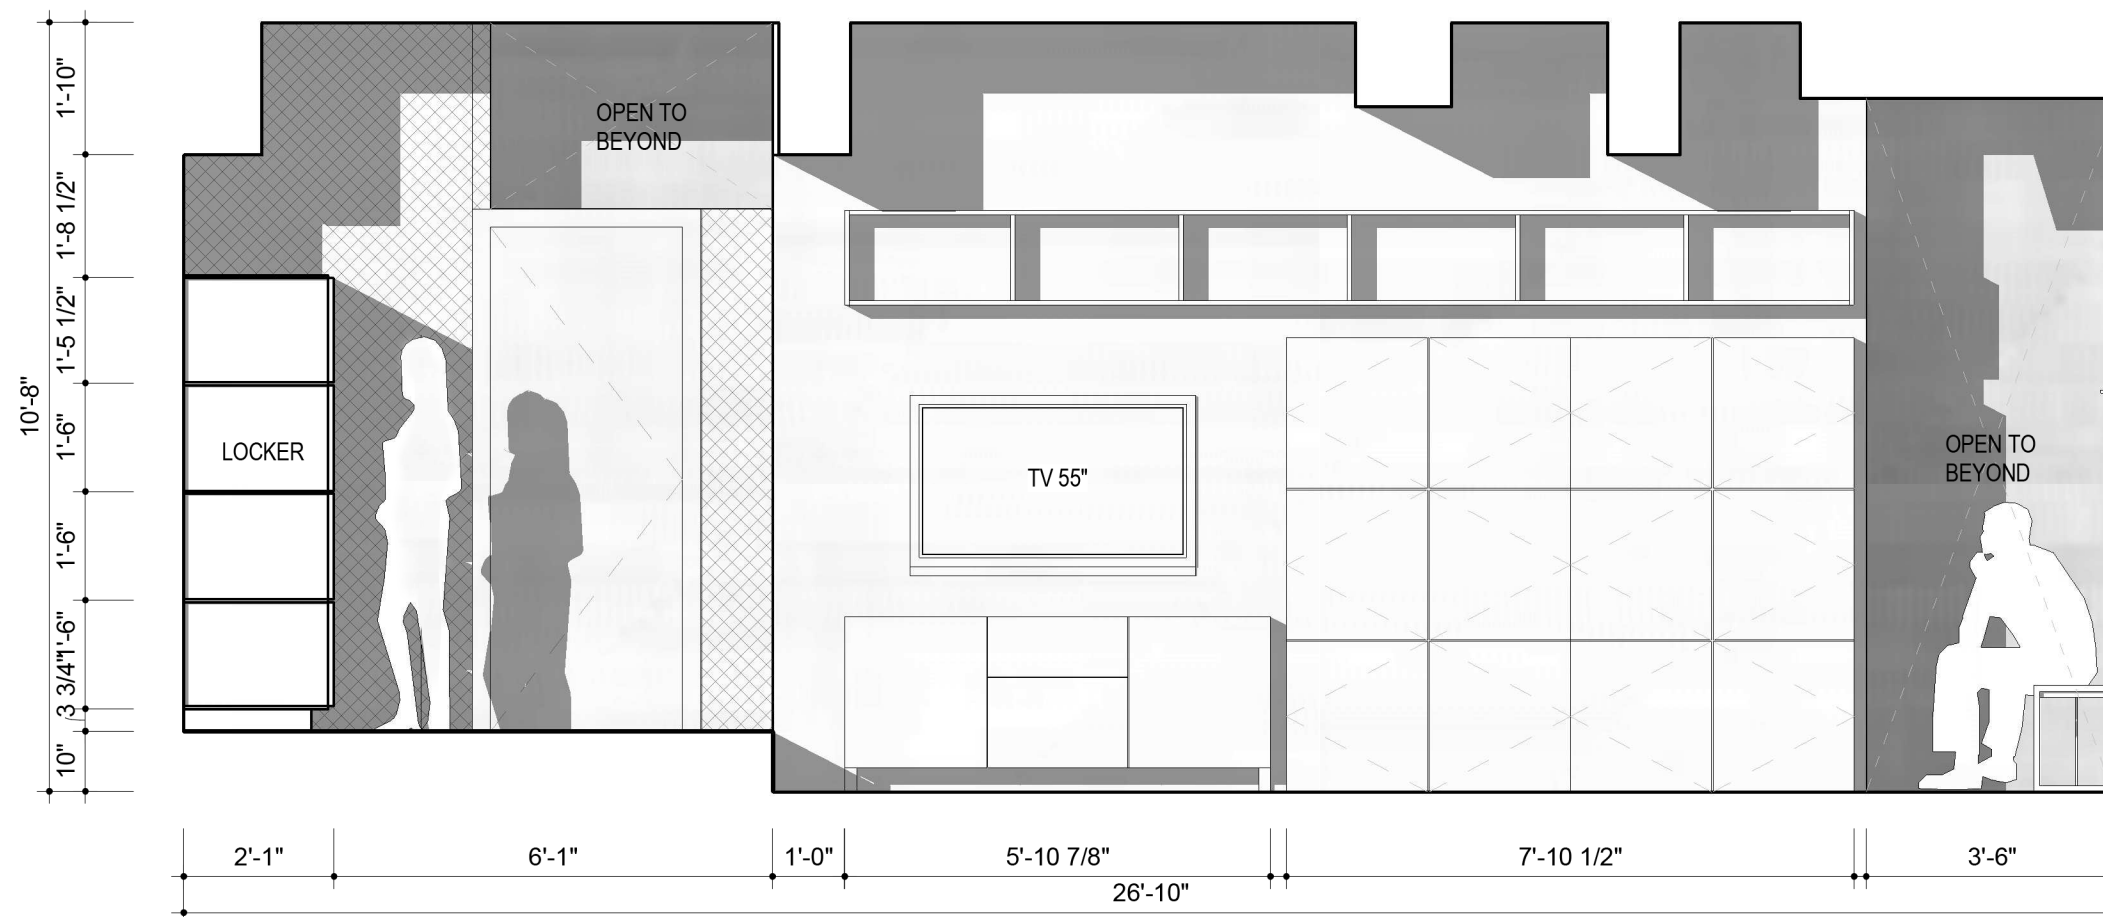 1'-10"
1'-8 1/2"
1'-5 1/2"
1'-6"
1'-6"
1'-6"
3 3/4"
10"
10'-8"
OPEN TO
BEYOND
LOCKER
TV 55"
OPEN TO
BEYOND
2'-1"
6'-1"
1'-0"
5'-10 7/8"
7'-10 1/2"
3'-6"
26'-10"